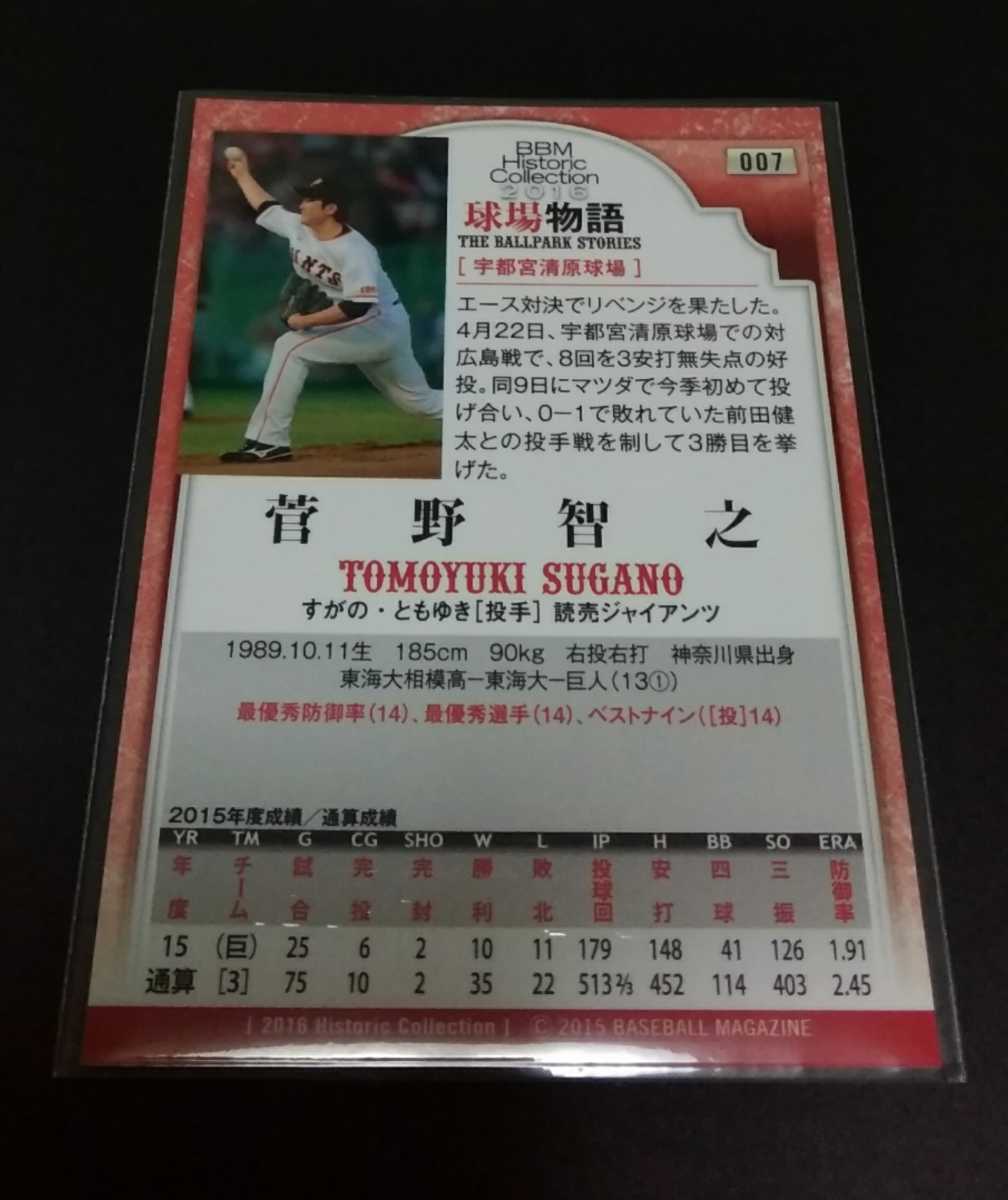 007
BBM
Historic
Collection
2016
球場物語
THE BALLPARK STORIES
[ 宇都宮清原球場 ]
エース対決でリベンジを果たした。
4月22日、宇都宮清原球場での対
広島戦で、8回を3安打無失点の好
投。同9日にマツダで今季初めて投
げ合い、0-1で敗れていた前田健
太との投手戦を制して3勝目を挙
げた。
菅野智之
TOMOYUKI SUGANO
すがの・ともゆき[投手] 読売ジャイアンツ
1989.10.11生 185cm 90kg 右投右打 神奈川県出身
東海大相模高ー東海大ー巨人(13①)
最優秀防御率(14)、最優秀選手(14)、ベストナイン([投]14)
2015年度成績/通算成績
YR TM G CG SHO W L IP H BB SO ERA
年度 チーム 試合 完投 完封 勝利 敗北 投球回 安打 四球 三振 防御率
15 (巨) 25 6 2 10 11 179 148 41 126 1.91
通算 [3] 75 10 2 35 22 513⅔ 452 114 403 2.45
[ 2016 Historic Collection ] © 2015 BASEBALL MAGAZINE